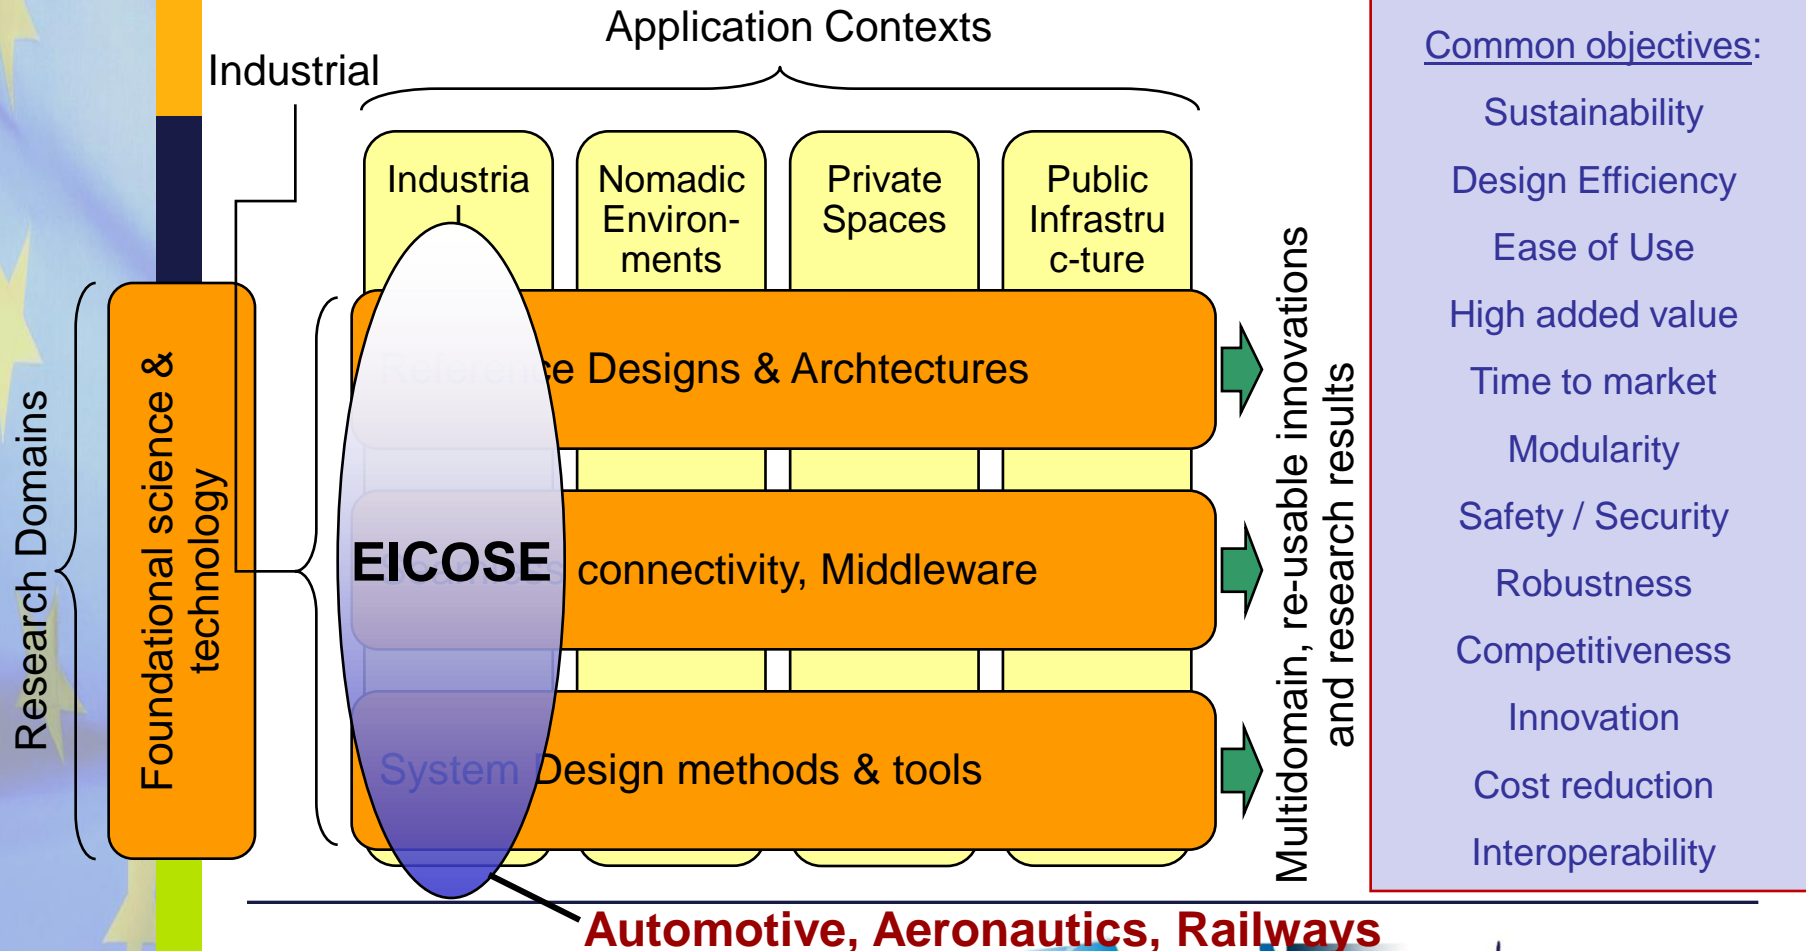 Application Contexts
Industrial
Industria
l
Nomadic
Environ-
ments
Private
Spaces
Public
Infrastru
c-ture
Research Domains
Foundational science &
technology
Reference Designs & Archtectures
EICOSE
connectivity, Middleware
System Design methods & tools
Multidomain, re-usable innovations
and research results
Automotive, Aeronautics, Railways
Common objectives:
Sustainability
Design Efficiency
Ease of Use
High added value
Time to market
Modularity
Safety / Security
Robustness
Competitiveness
Innovation
Cost reduction
Interoperability